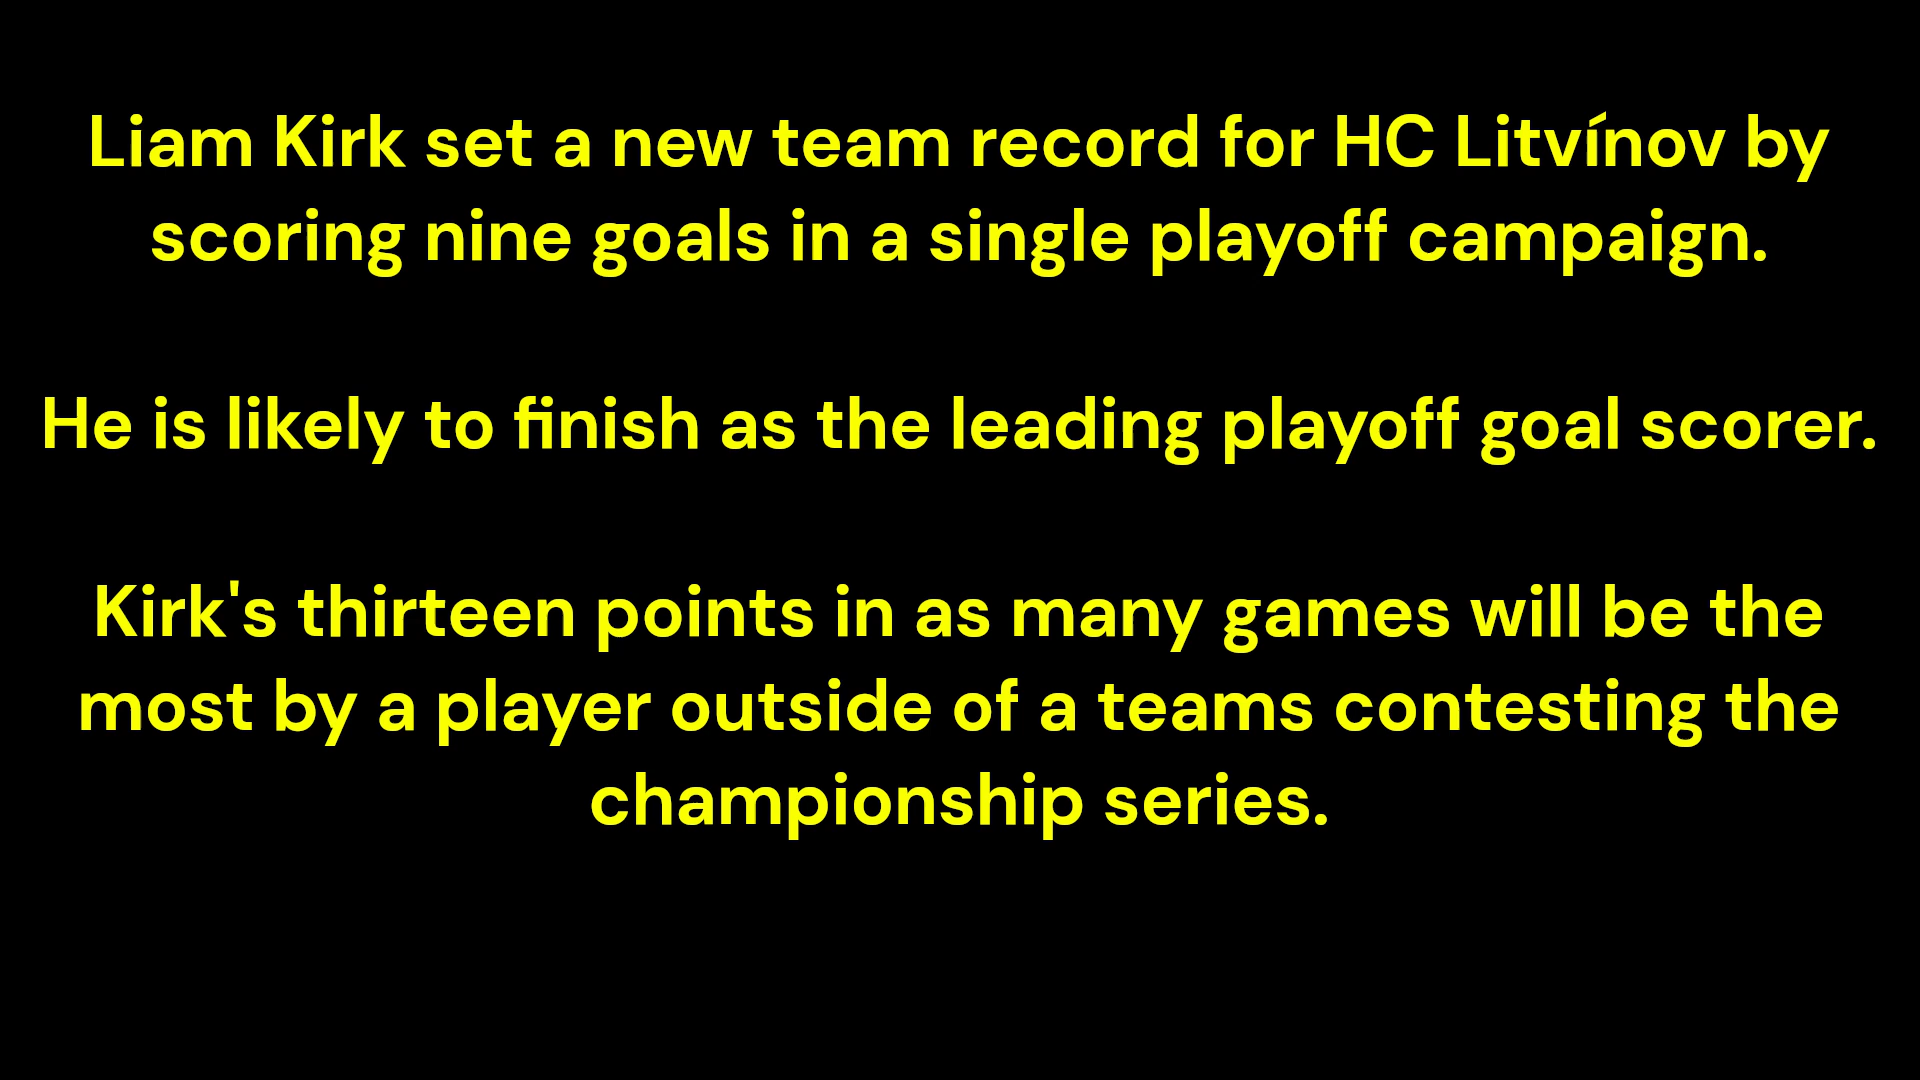 Liam Kirk set a new team record for HC Litvínov by
scoring nine goals in a single playoff campaign.
He is likely to finish as the leading playoff goal scorer.
Kirk's thirteen points in as many games will be the
most by a player outside of a teams contesting the
championship series.